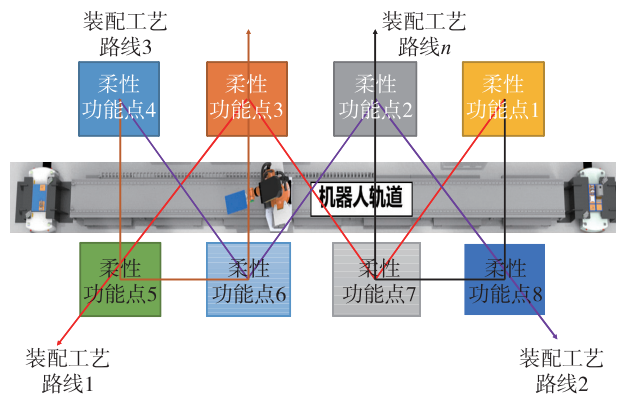 装配工艺
路线3
装配工艺
路线n
柔性
功能点4
柔性
功能点3
柔性
功能点2
柔性
功能点1
机器人轨道
柔性
功能点5
柔性
功能点6
柔性
功能点7
柔性
功能点8
装配工艺
路线1
装配工艺
路线2